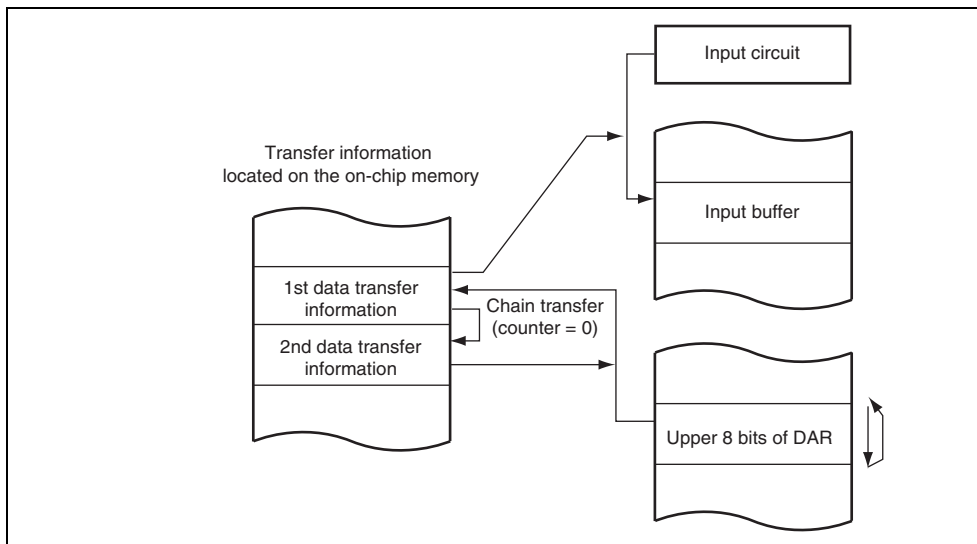 Input circuit
Transfer information
located on the on-chip memory
Input buffer
1st data transfer
information
Chain transfer
(counter = 0)
2nd data transfer
information
Upper 8 bits of DAR